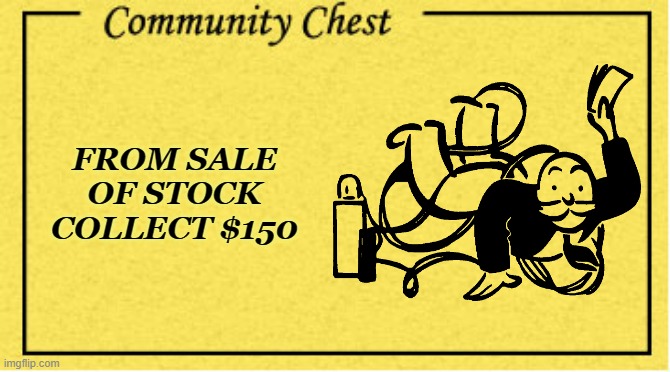 Community Chest
FROM SALE
OF STOCK
COLLECT $150
imgflip.com